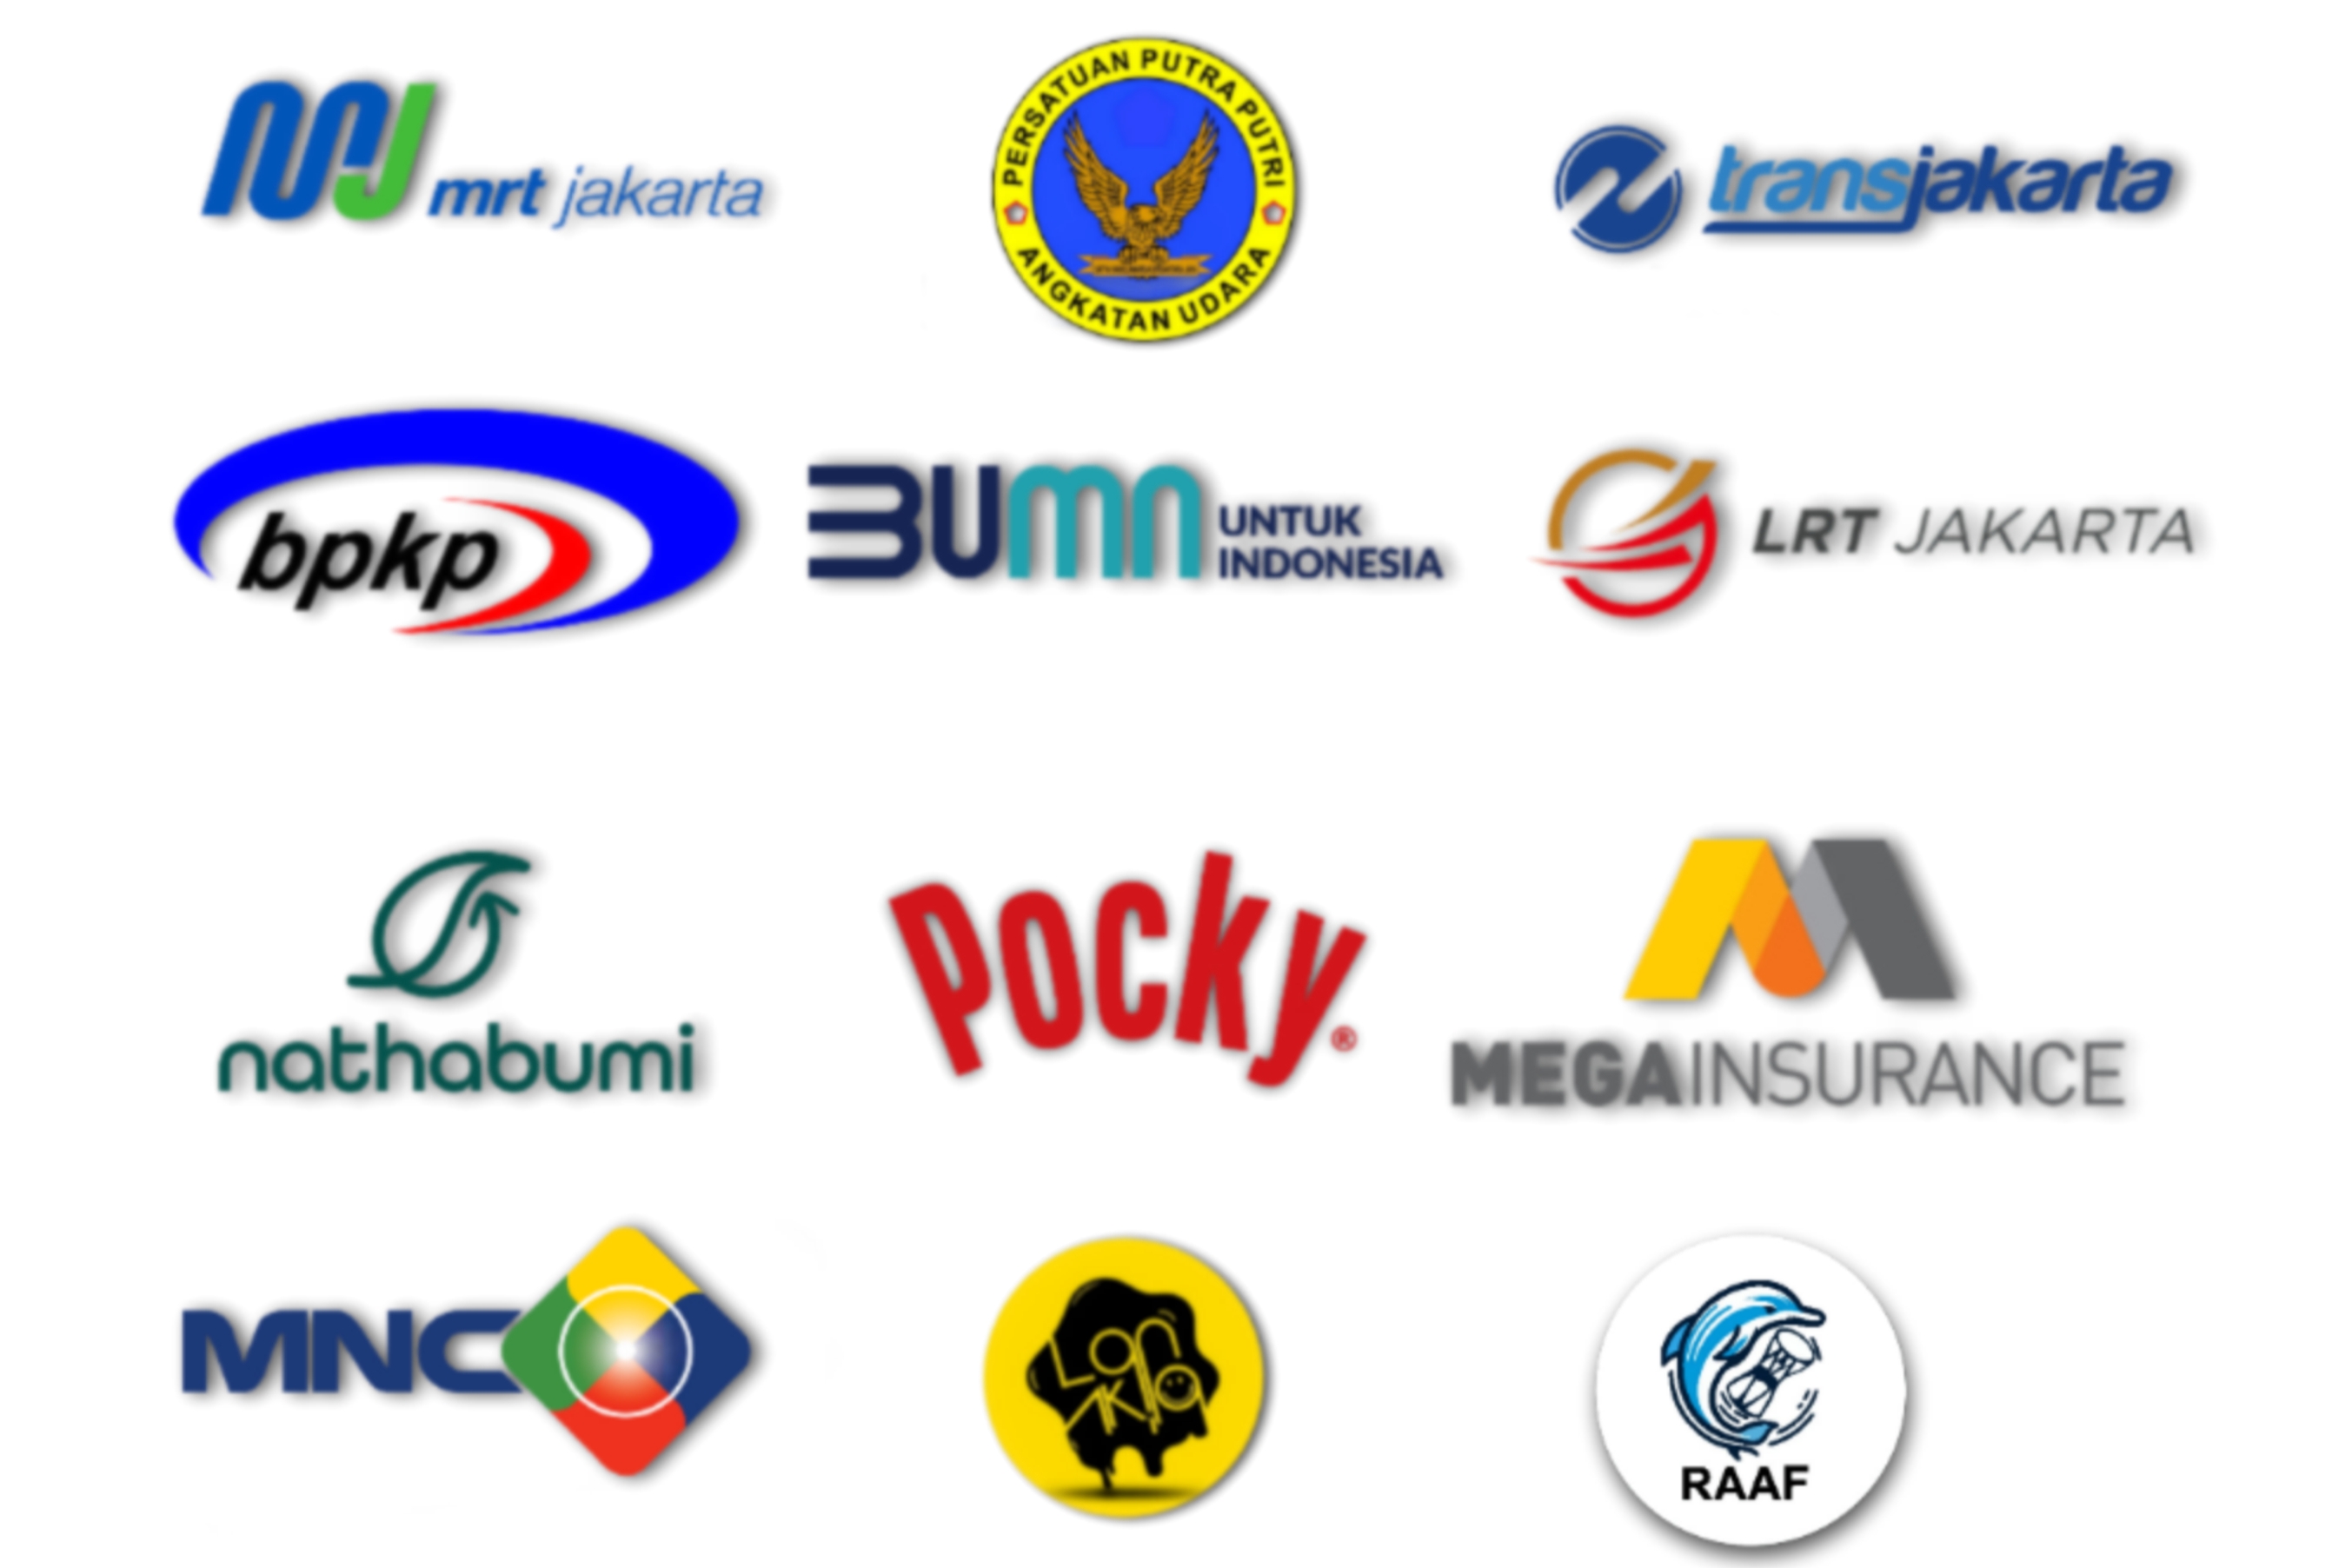 mrt jakarta
PERSATUAN PUTRA PUTRI
ANGKATAN UDARA
transjakarta
bpkp
BUMN UNTUK
INDONESIA
LRT JAKARTA
nathabumi
Pocky®
MEGAINSURANCE
MNC
RAAF